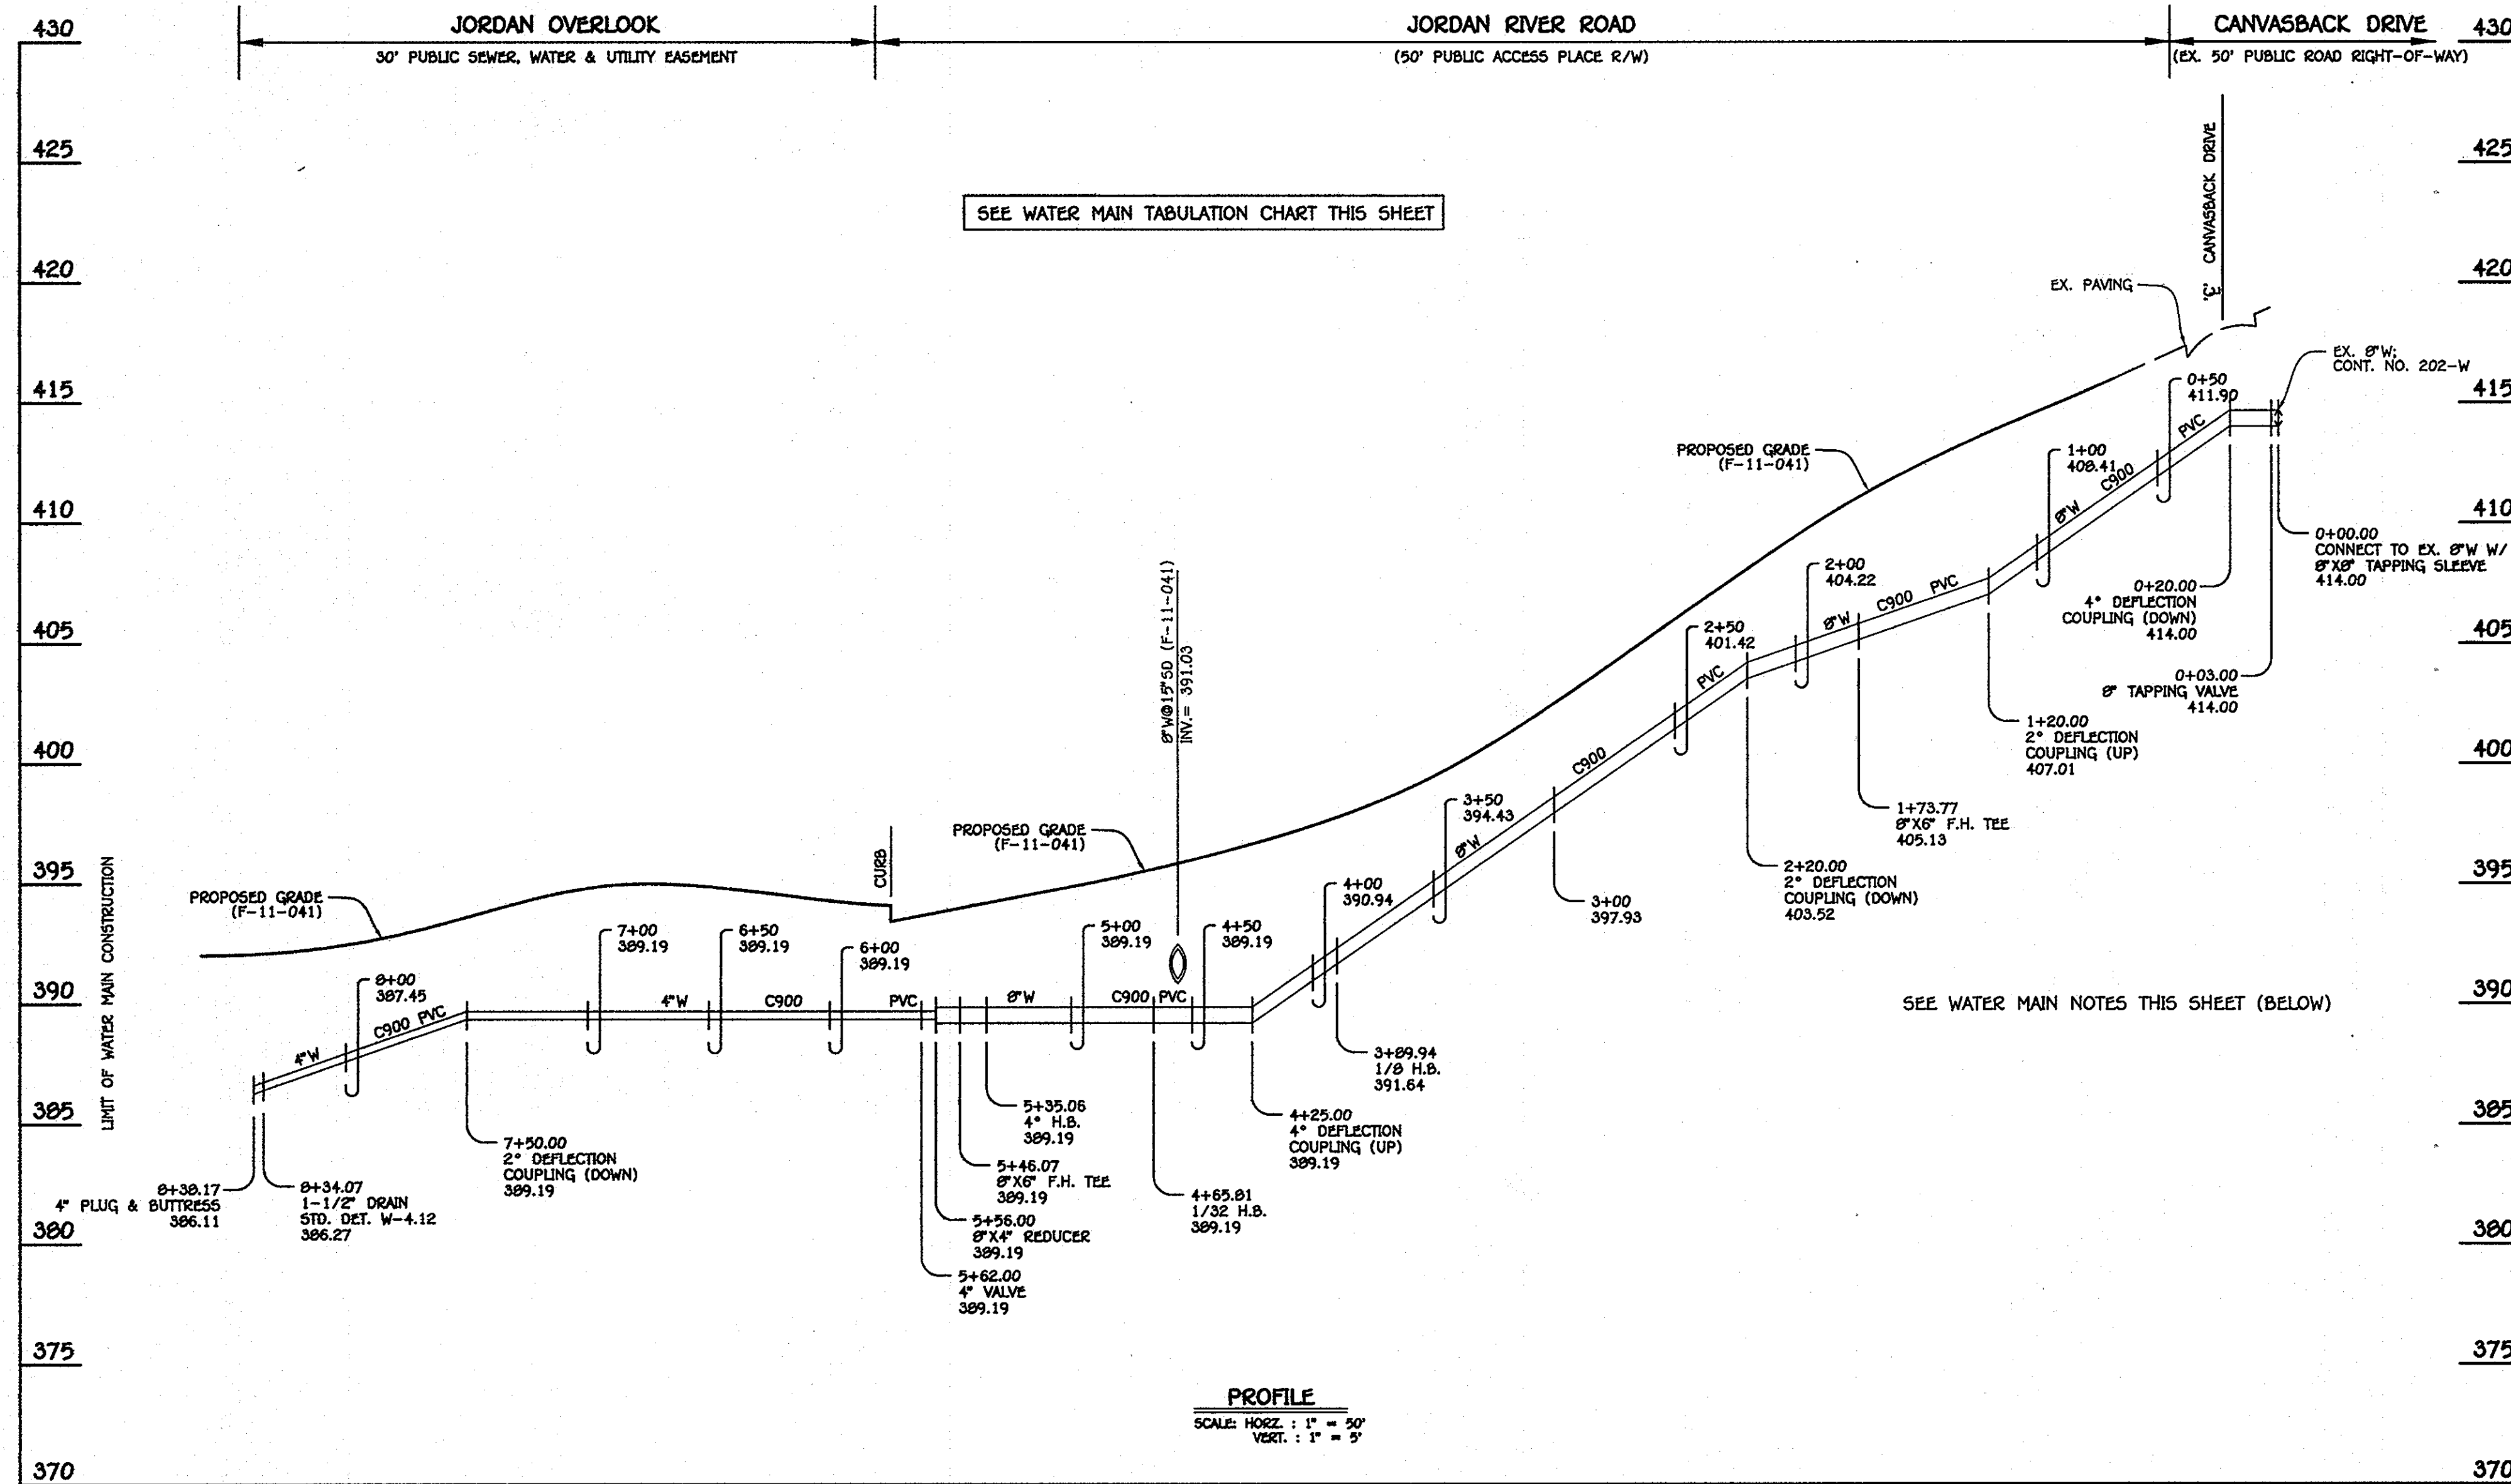 430
JORDAN OVERLOOK
JORDAN RIVER ROAD
CANVASBACK DRIVE
430
30' PUBLIC SEWER, WATER & UTILITY EASEMENT
(50' PUBLIC ACCESS PLACE R/W)
(EX. 50' PUBLIC ROAD RIGHT-OF-WAY)
425
425
SEE WATER MAIN TABULATION CHART THIS SHEET
"₠" CANVASBACK DRIVE
420
420
EX. PAVING
EX. 8"W;
CONT. NO. 202-W
415
415
0+50
411.90
PVC
C900
PROPOSED GRADE
(F-11-041)
1+00
408.41
8"W
410
410
0+00.00
CONNECT TO EX. 8"W W/
8"X8" TAPPING SLEEVE
414.00
0+20.00
4° DEFLECTION
COUPLING (DOWN)
414.00
0+03.00
8" TAPPING VALVE
414.00
2+00
404.22
8"W C900 PVC
405
405
2+50
401.42
PVC
8"W@15"SD (F-11-041)
INV.= 391.03
1+20.00
2° DEFLECTION
COUPLING (UP)
407.01
400
400
C900
1+73.77
8"X6" F.H. TEE
405.13
3+50
394.43
8"W
2+20.00
2° DEFLECTION
COUPLING (DOWN)
403.52
3+00
397.93
PROPOSED GRADE
(F-11-041)
CURB
395
395
LIMIT OF WATER MAIN CONSTRUCTION
PROPOSED GRADE
(F-11-041)
4+00
390.94
7+00
389.19
6+50
389.19
6+00
389.19
5+00
389.19
4+50
389.19
8+00
387.45
390
390
4"W C900 PVC
4"W C900 PVC
8"W C900 PVC
SEE WATER MAIN NOTES THIS SHEET (BELOW)
3+89.94
1/8 H.B.
391.64
385
385
5+35.06
4° H.B.
389.19
4+25.00
4° DEFLECTION
COUPLING (UP)
389.19
7+50.00
2° DEFLECTION
COUPLING (DOWN)
389.19
5+46.07
8"X6" F.H. TEE
389.19
8+38.17
4" PLUG & BUTTRESS
386.11
8+34.07
1-1/2" DRAIN
STD. DET. W-4.12
386.27
4+65.81
1/32 H.B.
389.19
5+56.00
8"X4" REDUCER
389.19
380
380
5+62.00
4" VALVE
389.19
375
375
PROFILE
SCALE: HORZ. : 1" = 50'
VERT. : 1" = 5'
370
370